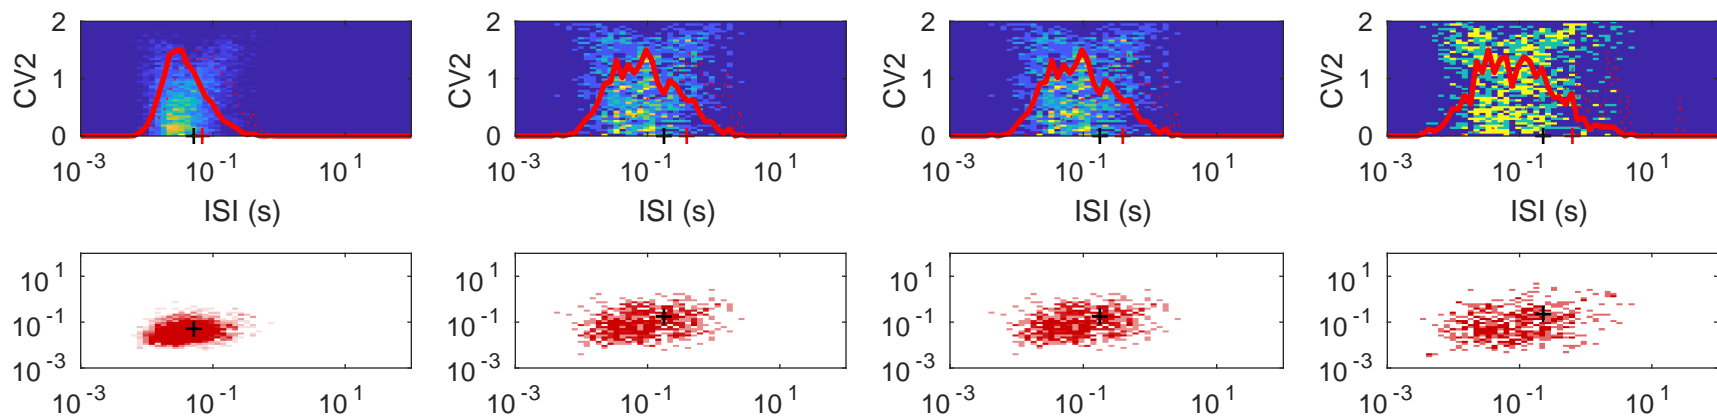 2 2 2 2
CV2 CV2 CV2 CV2
1 1 1 1
0 0 0 0
10^-3 10^-1 10^1 10^-3 10^-1 10^1 10^-3 10^-1 10^1 10^-3 10^-1 10^1
ISI (s) ISI (s) ISI (s) ISI (s)
10^1 10^1 10^1 10^1
10^-1 10^-1 10^-1 10^-1
10^-3 10^-3 10^-3 10^-3
10^-3 10^-1 10^1 10^-3 10^-1 10^1 10^-3 10^-1 10^1 10^-3 10^-1 10^1